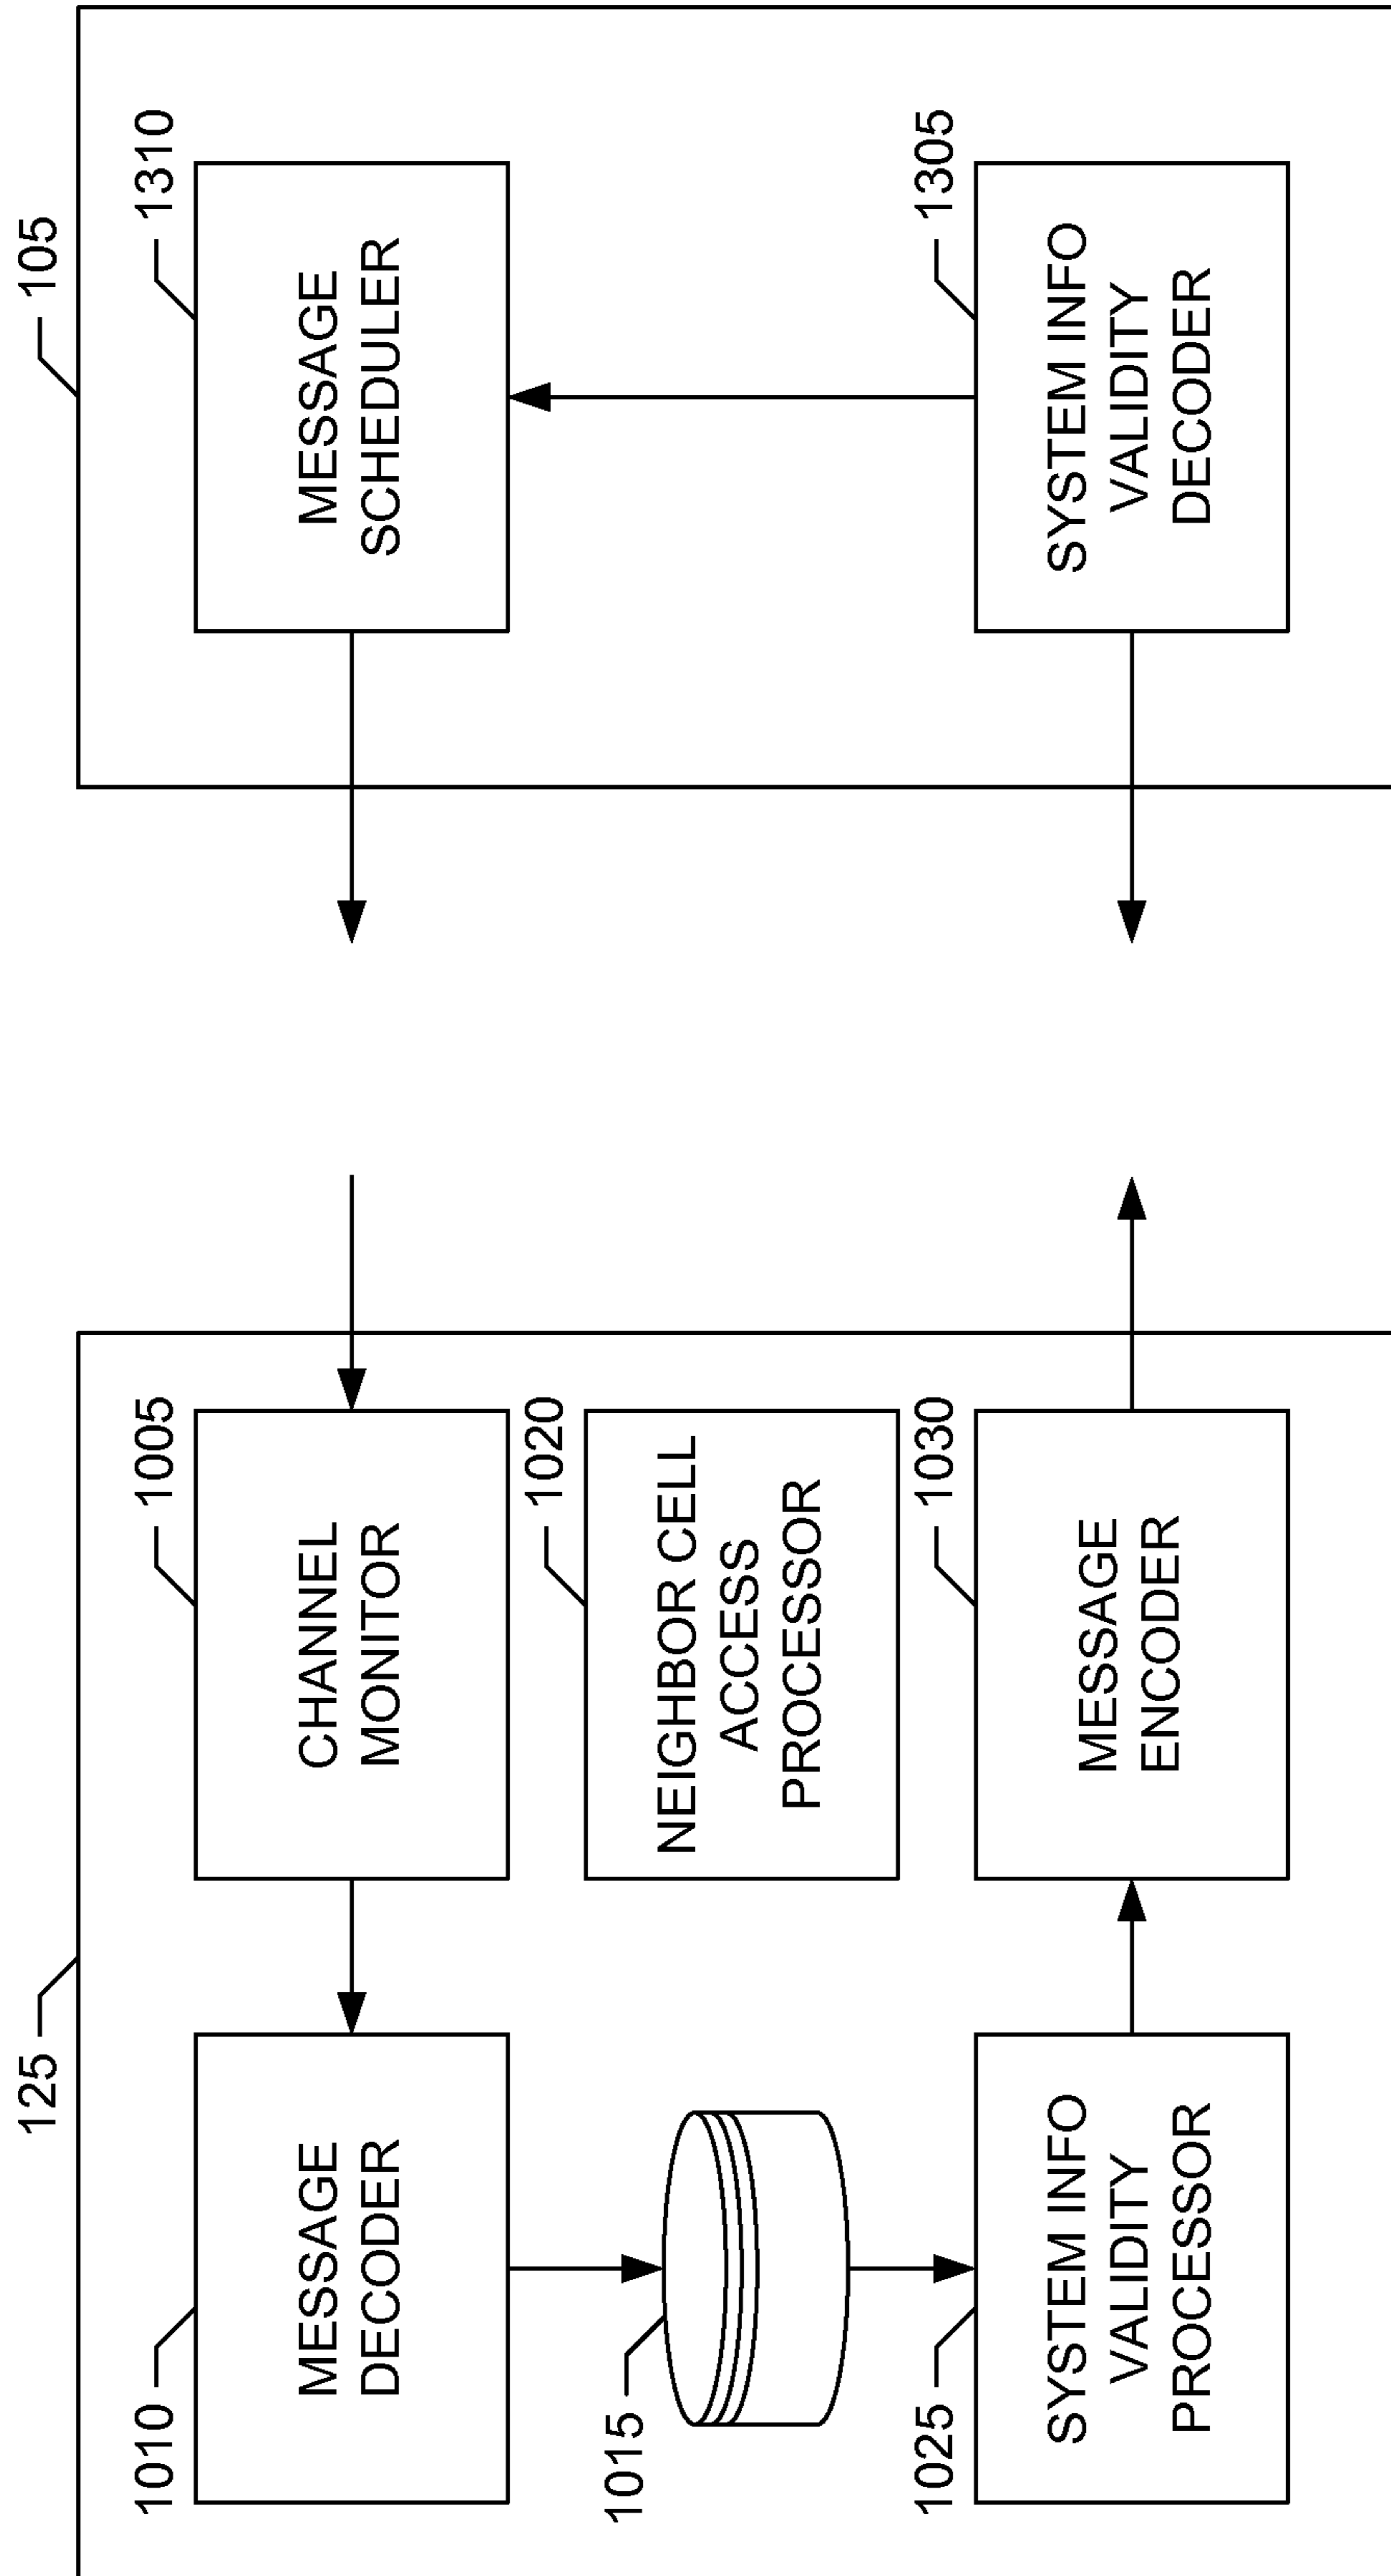 125
105
1010
MESSAGE
DECODER
1005
CHANNEL
MONITOR
1310
MESSAGE
SCHEDULER
1015
1020
NEIGHBOR CELL
ACCESS
PROCESSOR
1025
SYSTEM INFO
VALIDITY
PROCESSOR
1030
MESSAGE
ENCODER
1305
SYSTEM INFO
VALIDITY
DECODER